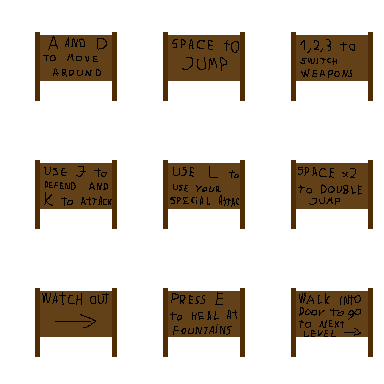 A AND D
TO MOVE
AROUND
SPACE to
JUMP
1,2,3 to
SWITCH
WEAPONS
USE J to
DEFEND AND
K to ATTACK
USE L to
USE YOUR
SPECIAL ATTAC
SPACE x2
to DOUBLE
JUMP
WATCH OUT
PRESS E
to HEAL At
FOUNTAINS
WALK INTO
Door to go
to NEXT
LEVEL